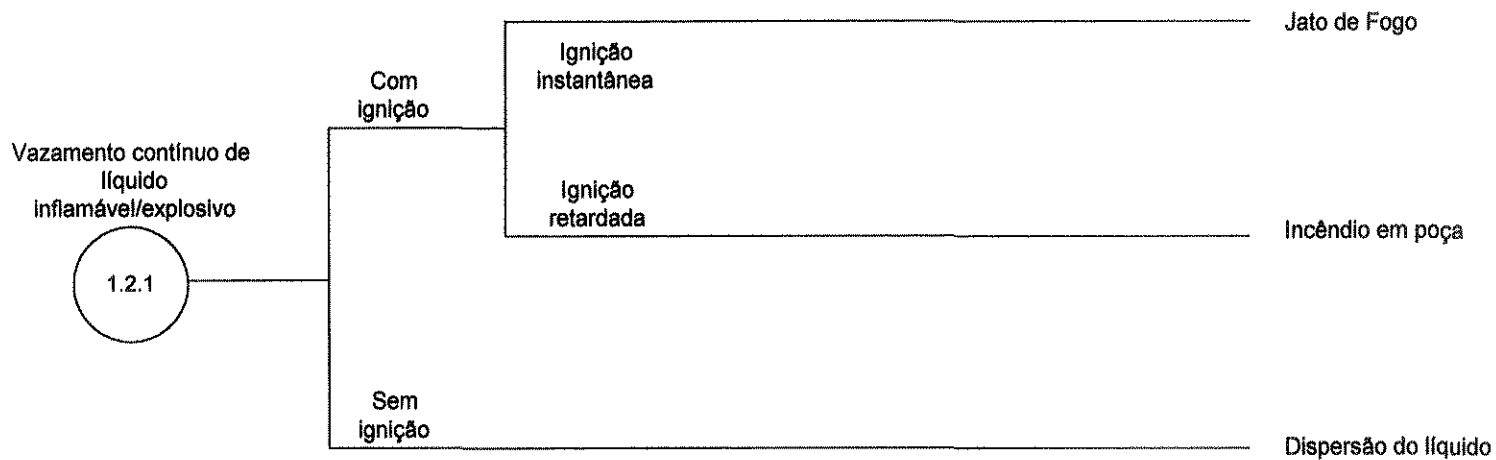 Jato de Fogo
Ignição
instantânea
Com
ignição
Vazamento contínuo de
líquido
inflamável/explosivo
Ignição
retardada
Incêndio em poça
1.2.1
Sem
ignição
Dispersão do líquido